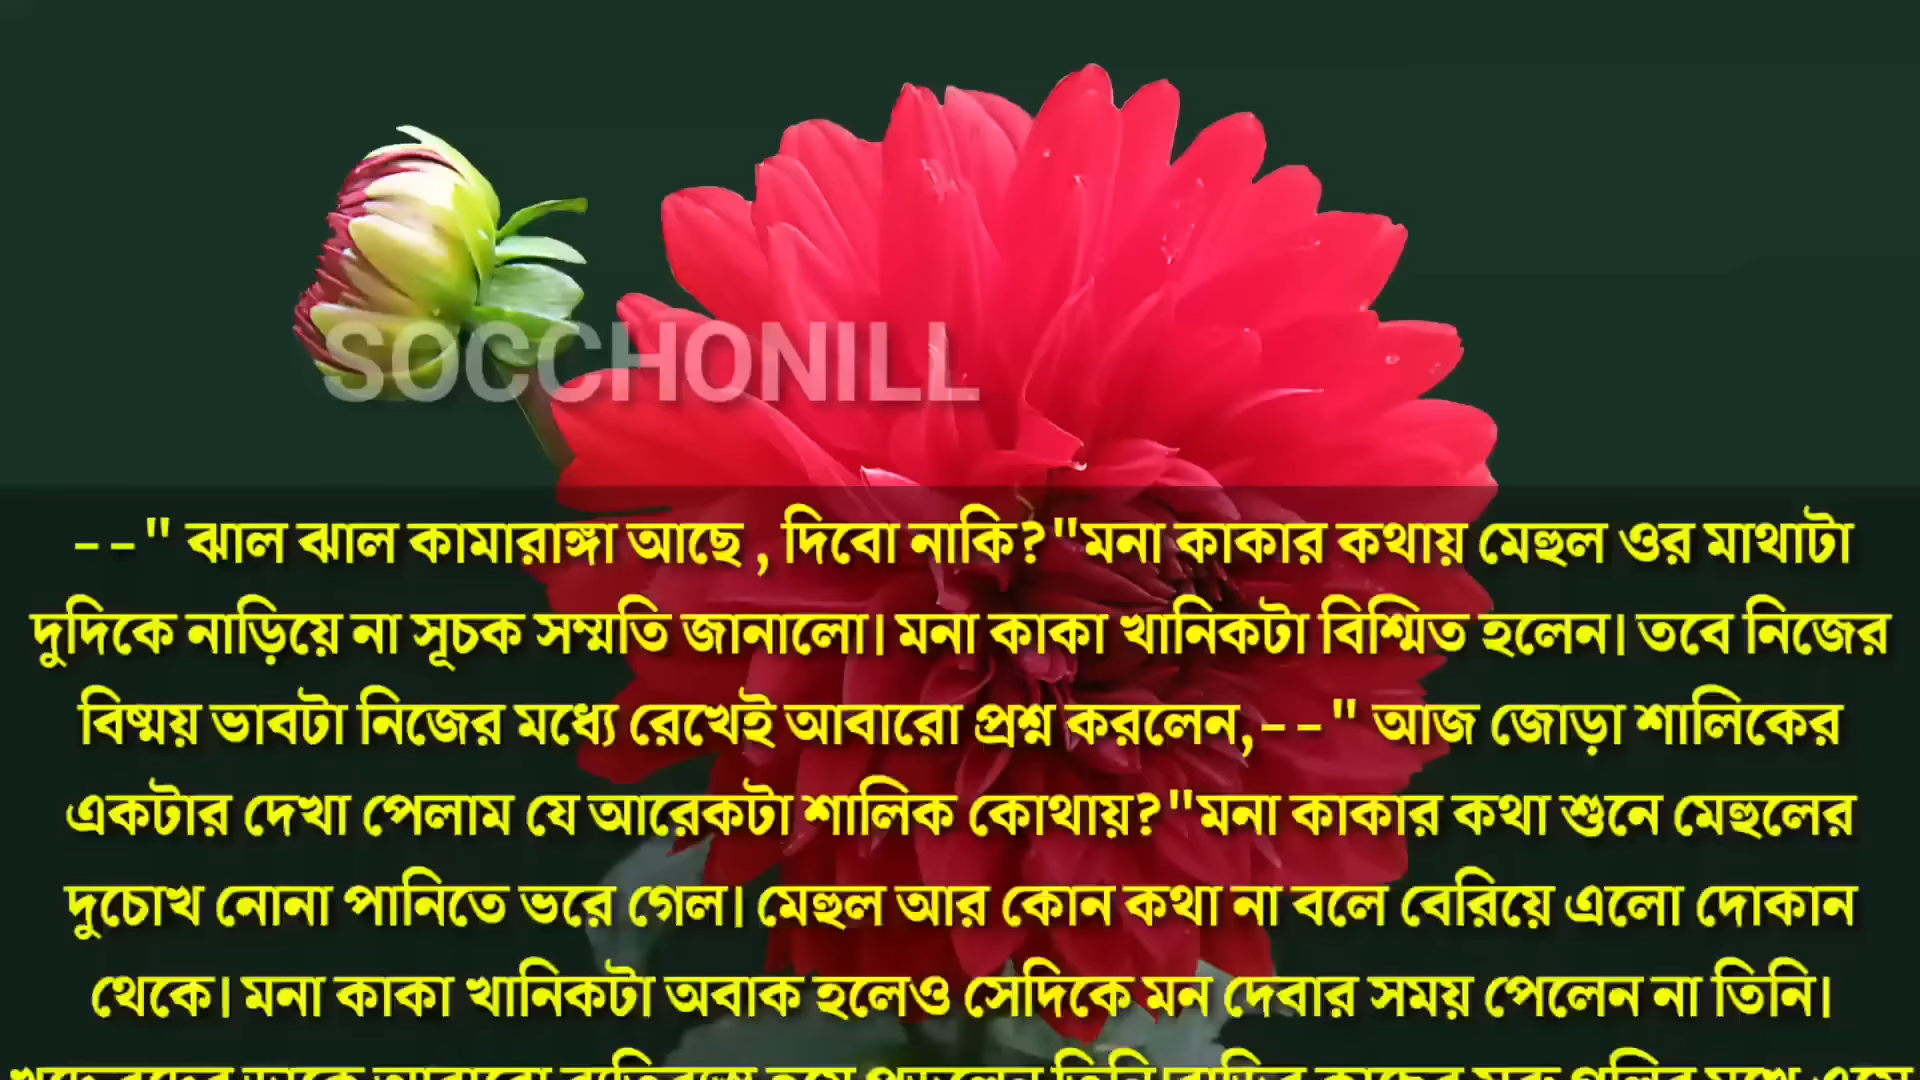 SOCCHONILL
--" ঝাল ঝাল কামারাঙ্গা আছে , দিবো নাকি?"মনা কাকার কথায় মেহুল ওর মাথাটা
দুদিকে নাড়িয়ে না সূচক সম্মতি জানালো। মনা কাকা খানিকটা বিশ্মিত হলেন। তবে নিজের
বিষ্ময় ভাবটা নিজের মধ্যে রেখেই আবারো প্রশ্ন করলেন,--" আজ জোড়া শালিকের
একটার দেখা পেলাম যে আরেকটা শালিক কোথায়?"মনা কাকার কথা শুনে মেহুলের
দুচোখ নোনা পানিতে ভরে গেল। মেহুল আর কোন কথা না বলে বেরিয়ে এলো দোকান
থেকে। মনা কাকা খানিকটা অবাক হলেও সেদিকে মন দেবার সময় পেলেন না তিনি।